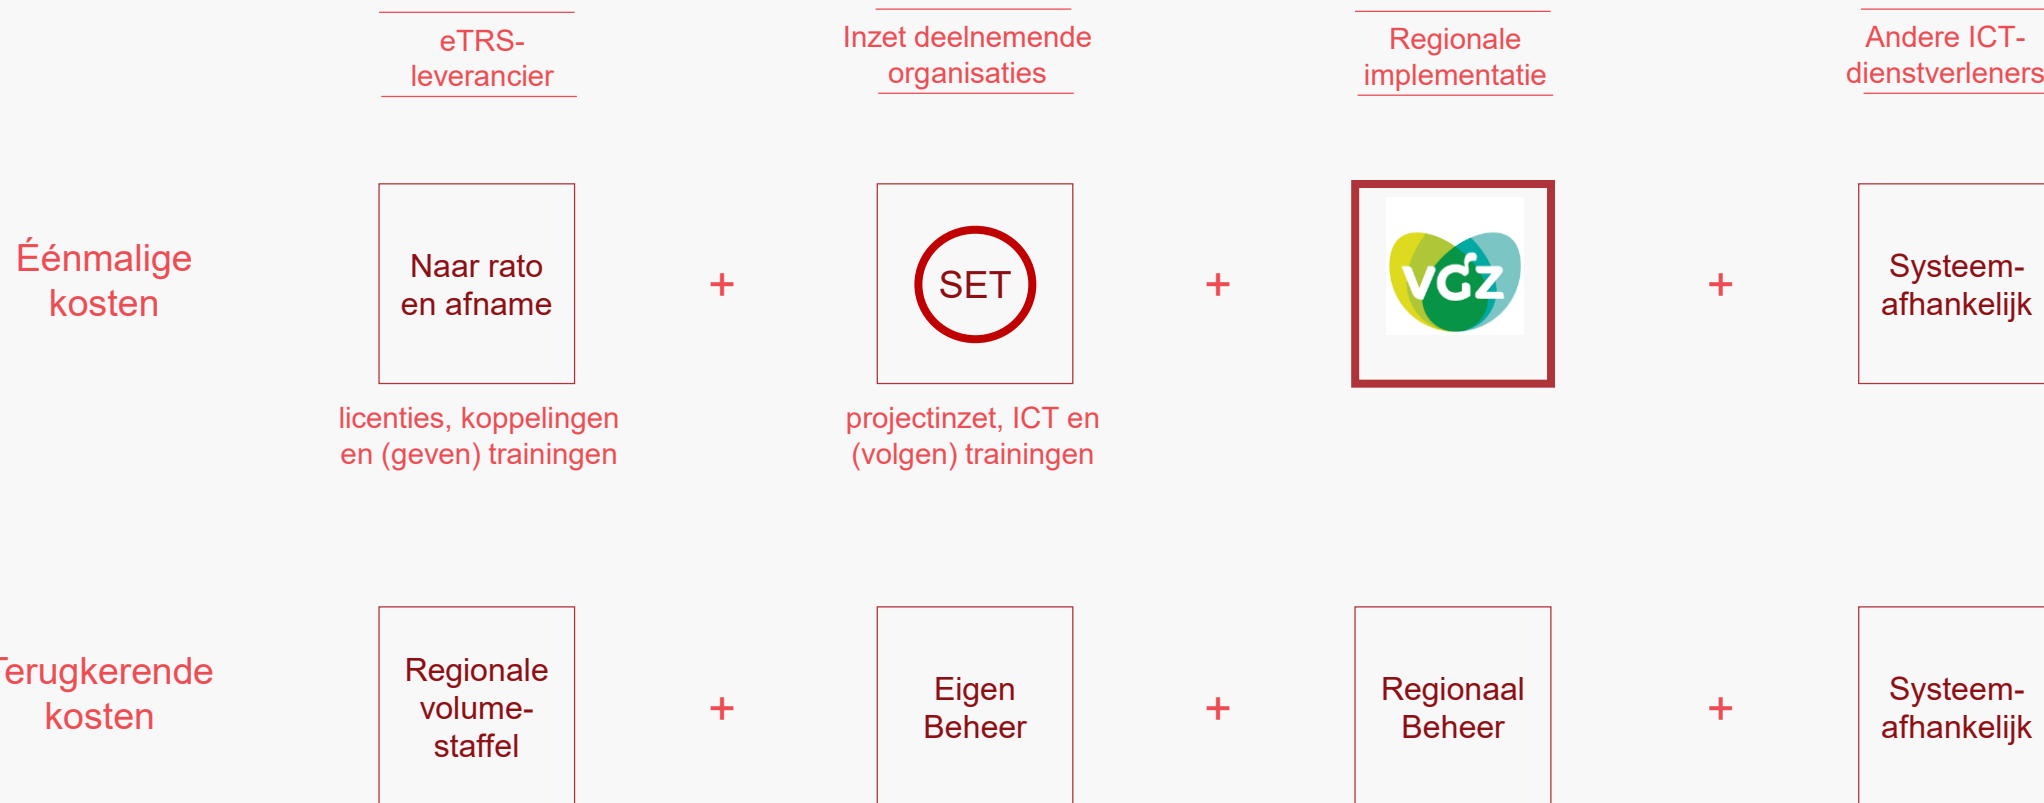 eTRS-
leverancier
Inzet deelnemende
organisaties
Regionale
implementatie
Andere ICT-
dienstverleners
Éénmalige
kosten
Naar rato
en afname
+
SET
+
vgz
+
Systeem-
afhankelijk
licenties, koppelingen
en (geven) trainingen
projectinzet, ICT en
(volgen) trainingen
Terugkerende
kosten
Regionale
volume-
staffel
+
Eigen
Beheer
+
Regionaal
Beheer
+
Systeem-
afhankelijk